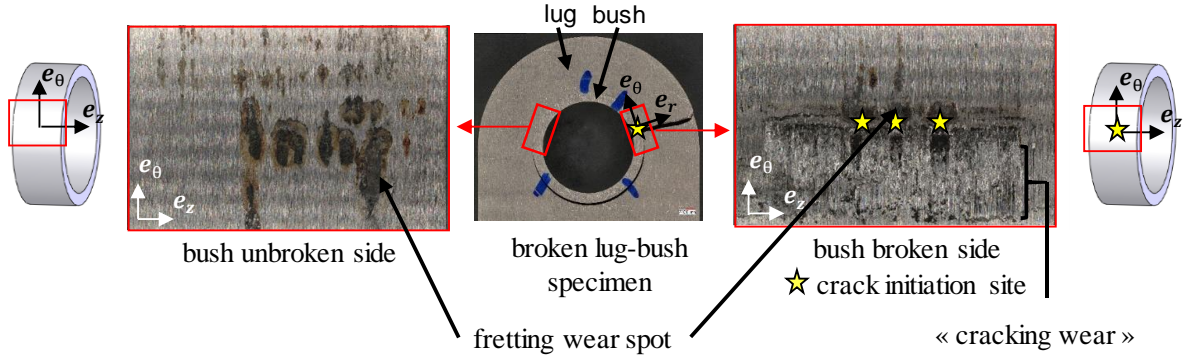 lug bush
e_θ
e_z
e_θ
e_z
e_θ
e_r
e_θ
e_z
e_θ
e_z
bush unbroken side
broken lug-bush
specimen
bush broken side
crack initiation site
fretting wear spot
« cracking wear »